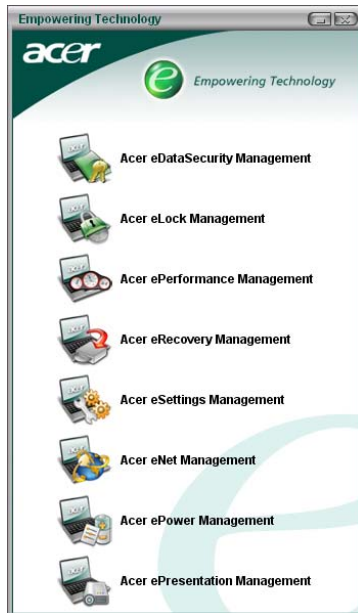 Empowering Technology
acer
e Empowering Technology
Acer eDataSecurity Management
Acer eLock Management
Acer ePerformance Management
Acer eRecovery Management
Acer eSettings Management
Acer eNet Management
Acer ePower Management
Acer ePresentation Management